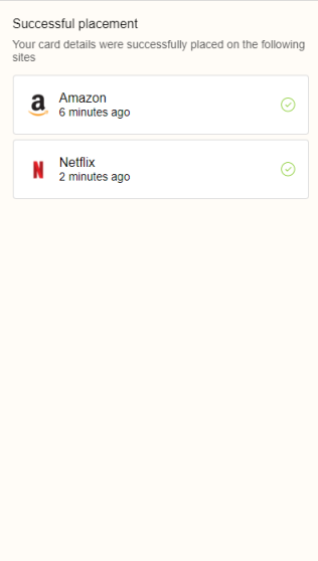 Successful placement
Your card details were successfully placed on the following
sites
Amazon
6 minutes ago
Netflix
2 minutes ago